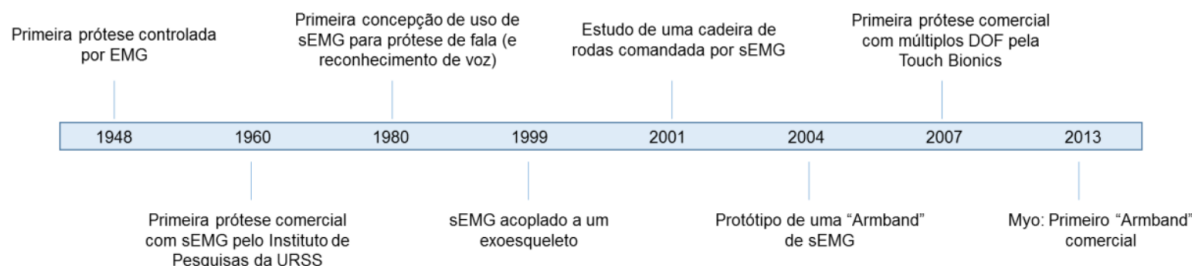 Primeira prótese controlada
por EMG
Primeira concepção de uso de
sEMG para prótese de fala (e
reconhecimento de voz)
Estudo de uma cadeira de
rodas comandada por sEMG
Primeira prótese comercial
com múltiplos DOF pela
Touch Bionics
1948 1960 1980 1999 2001 2004 2007 2013
Primeira prótese comercial
com sEMG pelo Instituto de
Pesquisas da URSS
sEMG acoplado a um
exoesqueleto
Protótipo de uma “Armband”
de sEMG
Myo: Primeiro “Armband”
comercial